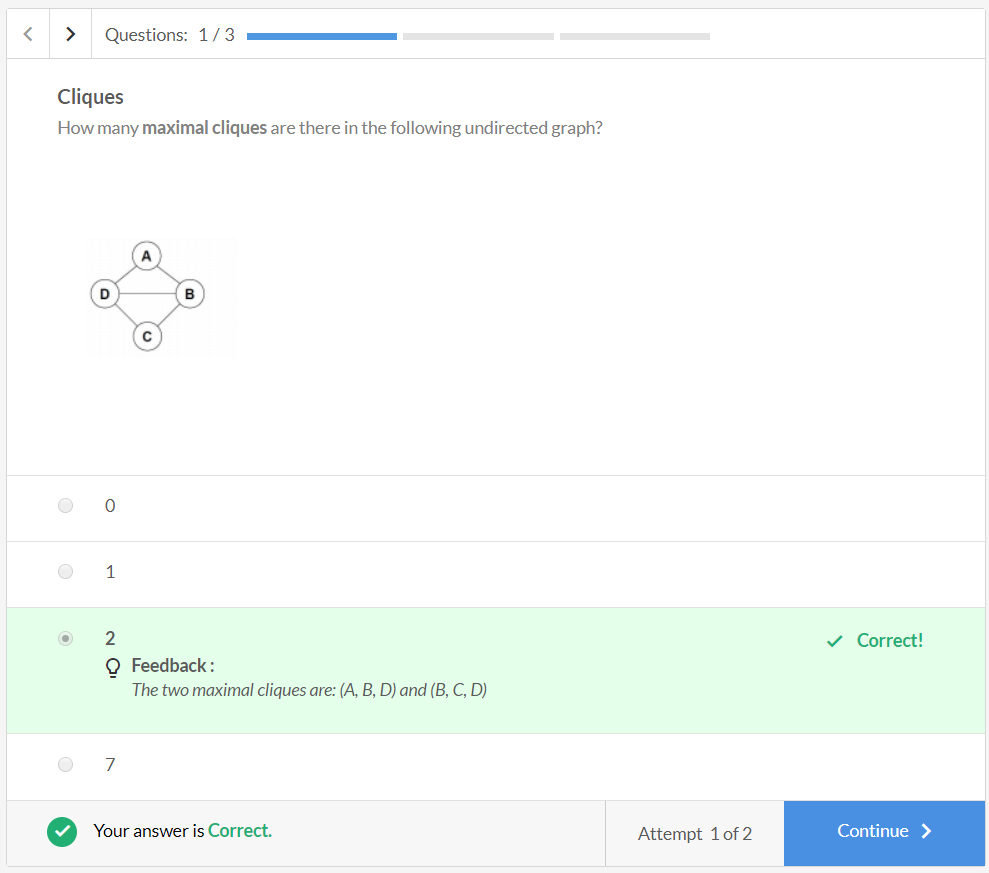 Questions: 1 / 3
Cliques
How many maximal cliques are there in the following undirected graph?
A
D B
C
0
1
2 Correct!
Feedback :
The two maximal cliques are: (A, B, D) and (B, C, D)
7
Your answer is Correct. Attempt 1 of 2 Continue